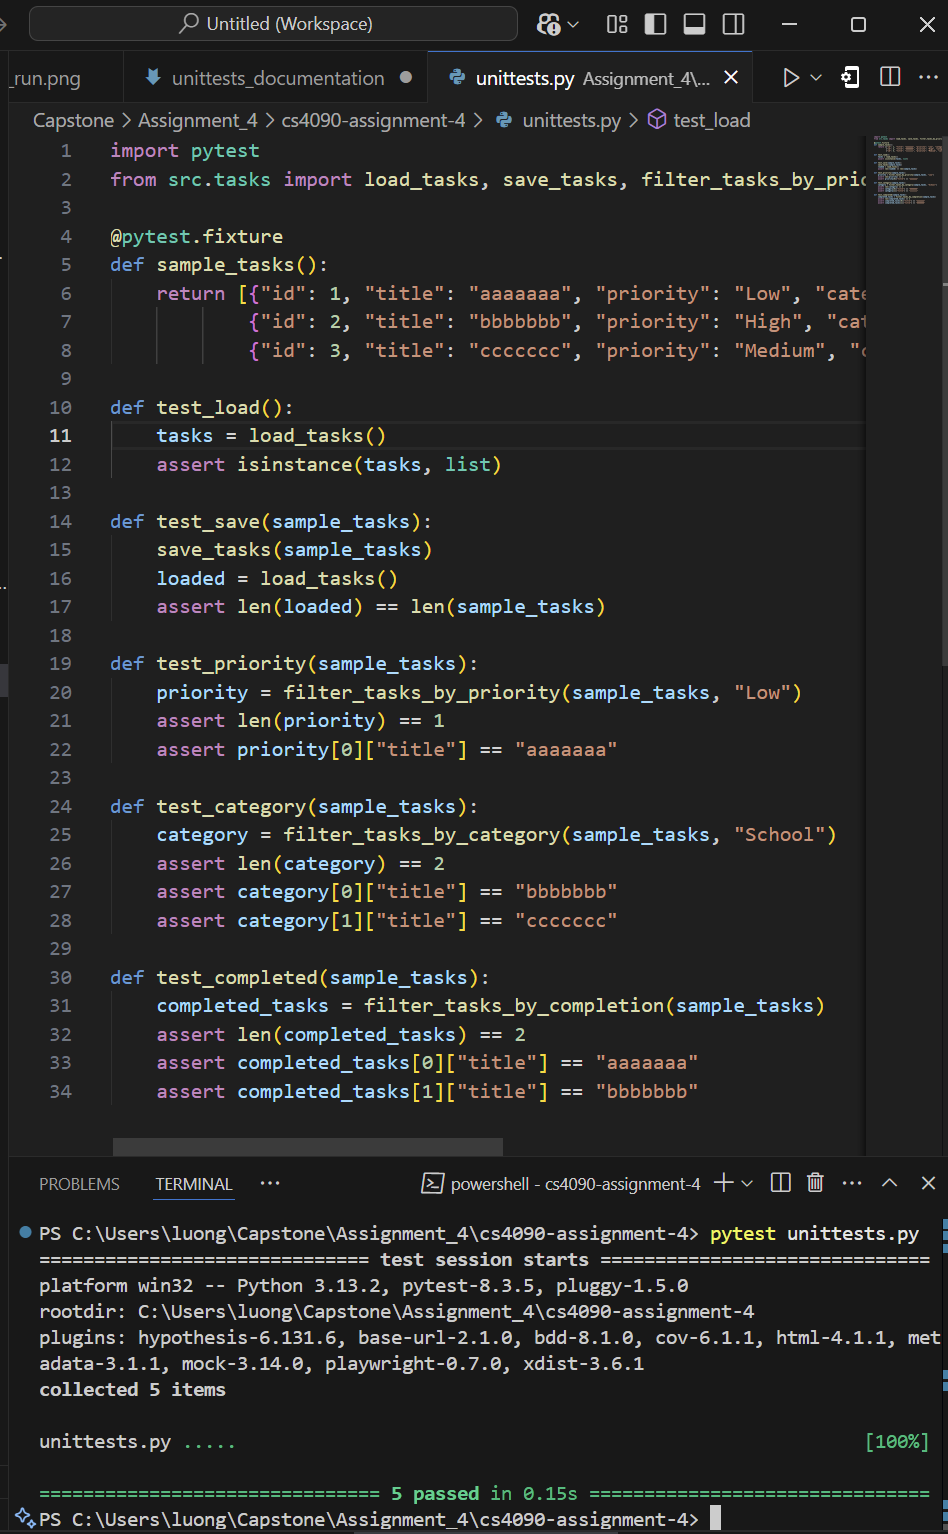 Untitled (Workspace)
_run.png
unittests_documentation
unittests.py Assignment_4\...
Capstone > Assignment_4 > cs4090-assignment-4 > unittests.py > test_load
1 import pytest
2 from src.tasks import load_tasks, save_tasks, filter_tasks_by_pric
3
4 @pytest.fixture
5 def sample_tasks():
6 return [{"id": 1, "title": "aaaaaaa", "priority": "Low", "cate
7 {"id": 2, "title": "bbbbbbb", "priority": "High", "cat
8 {"id": 3, "title": "ccccccc", "priority": "Medium", "c
9
10 def test_load():
11 tasks = load_tasks()
12 assert isinstance(tasks, list)
13
14 def test_save(sample_tasks):
15 save_tasks(sample_tasks)
16 loaded = load_tasks()
17 assert len(loaded) == len(sample_tasks)
18
19 def test_priority(sample_tasks):
20 priority = filter_tasks_by_priority(sample_tasks, "Low")
21 assert len(priority) == 1
22 assert priority[0]["title"] == "aaaaaaa"
23
24 def test_category(sample_tasks):
25 category = filter_tasks_by_category(sample_tasks, "School")
26 assert len(category) == 2
27 assert category[0]["title"] == "bbbbbbb"
28 assert category[1]["title"] == "ccccccc"
29
30 def test_completed(sample_tasks):
31 completed_tasks = filter_tasks_by_completion(sample_tasks)
32 assert len(completed_tasks) == 2
33 assert completed_tasks[0]["title"] == "aaaaaaa"
34 assert completed_tasks[1]["title"] == "bbbbbbb"
PROBLEMS TERMINAL ... powershell - cs4090-assignment-4
PS C:\Users\luong\Capstone\Assignment_4\cs4090-assignment-4> pytest unittests.py
============================== test session starts ==============================
platform win32 -- Python 3.13.2, pytest-8.3.5, pluggy-1.5.0
rootdir: C:\Users\luong\Capstone\Assignment_4\cs4090-assignment-4
plugins: hypothesis-6.131.6, base-url-2.1.0, bdd-8.1.0, cov-6.1.1, html-4.1.1, met
adata-3.1.1, mock-3.14.0, playwright-0.7.0, xdist-3.6.1
collected 5 items
unittests.py ..... [100%]
=============================== 5 passed in 0.15s ===============================
PS C:\Users\luong\Capstone\Assignment_4\cs4090-assignment-4>